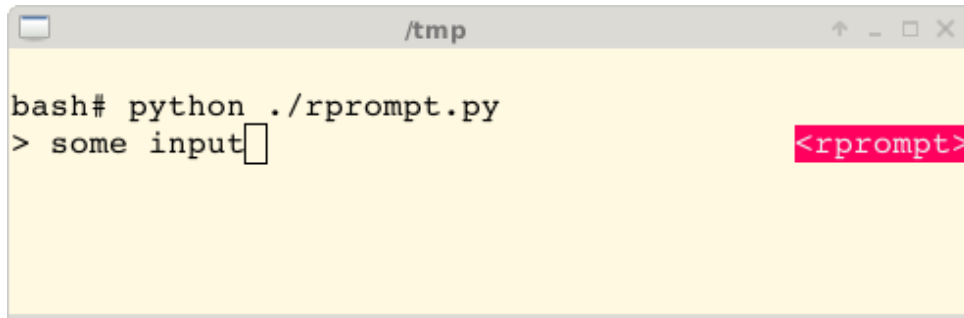 /tmp
bash# python ./rprompt.py
> some input <rprompt>